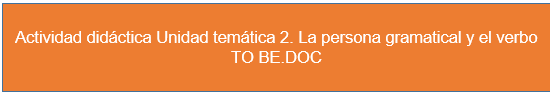 Actividad didáctica Unidad temática 2. La persona gramatical y el verbo
TO BE.DOC